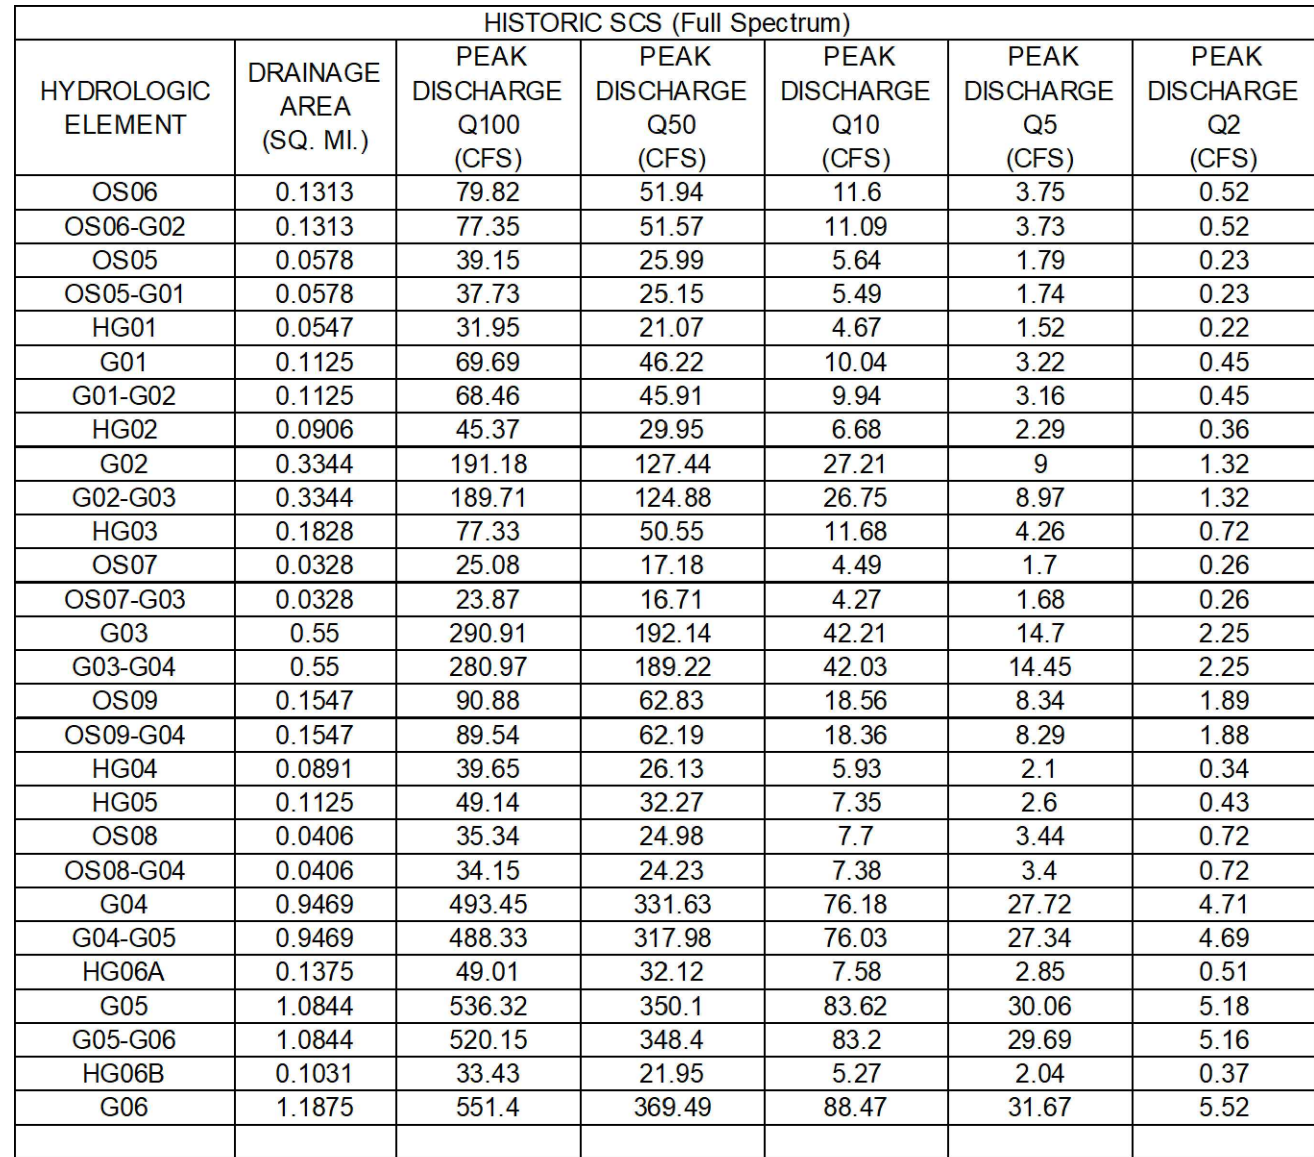 HISTORIC SCS (Full Spectrum)
HYDROLOGIC ELEMENT DRAINAGE AREA (SQ. MI.) PEAK DISCHARGE Q100 (CFS) PEAK DISCHARGE Q50 (CFS) PEAK DISCHARGE Q10 (CFS) PEAK DISCHARGE Q5 (CFS) PEAK DISCHARGE Q2 (CFS)
OS06 0.1313 79.82 51.94 11.6 3.75 0.52
OS06-G02 0.1313 77.35 51.57 11.09 3.73 0.52
OS05 0.0578 39.15 25.99 5.64 1.79 0.23
OS05-G01 0.0578 37.73 25.15 5.49 1.74 0.23
HG01 0.0547 31.95 21.07 4.67 1.52 0.22
G01 0.1125 69.69 46.22 10.04 3.22 0.45
G01-G02 0.1125 68.46 45.91 9.94 3.16 0.45
HG02 0.0906 45.37 29.95 6.68 2.29 0.36
G02 0.3344 191.18 127.44 27.21 9 1.32
G02-G03 0.3344 189.71 124.88 26.75 8.97 1.32
HG03 0.1828 77.33 50.55 11.68 4.26 0.72
OS07 0.0328 25.08 17.18 4.49 1.7 0.26
OS07-G03 0.0328 23.87 16.71 4.27 1.68 0.26
G03 0.55 290.91 192.14 42.21 14.7 2.25
G03-G04 0.55 280.97 189.22 42.03 14.45 2.25
OS09 0.1547 90.88 62.83 18.56 8.34 1.89
OS09-G04 0.1547 89.54 62.19 18.36 8.29 1.88
HG04 0.0891 39.65 26.13 5.93 2.1 0.34
HG05 0.1125 49.14 32.27 7.35 2.6 0.43
OS08 0.0406 35.34 24.98 7.7 3.44 0.72
OS08-G04 0.0406 34.15 24.23 7.38 3.4 0.72
G04 0.9469 493.45 331.63 76.18 27.72 4.71
G04-G05 0.9469 488.33 317.98 76.03 27.34 4.69
HG06A 0.1375 49.01 32.12 7.58 2.85 0.51
G05 1.0844 536.32 350.1 83.62 30.06 5.18
G05-G06 1.0844 520.15 348.4 83.2 29.69 5.16
HG06B 0.1031 33.43 21.95 5.27 2.04 0.37
G06 1.1875 551.4 369.49 88.47 31.67 5.52